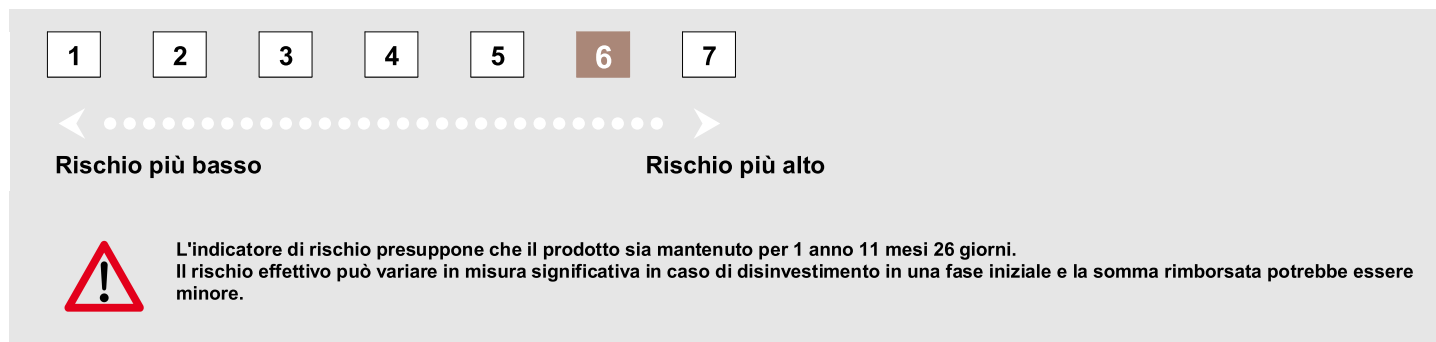 1 2 3 4 5 6 7
Rischio più basso Rischio più alto
L'indicatore di rischio presuppone che il prodotto sia mantenuto per 1 anno 11 mesi 26 giorni.
Il rischio effettivo può variare in misura significativa in caso di disinvestimento in una fase iniziale e la somma rimborsata potrebbe essere
minore.